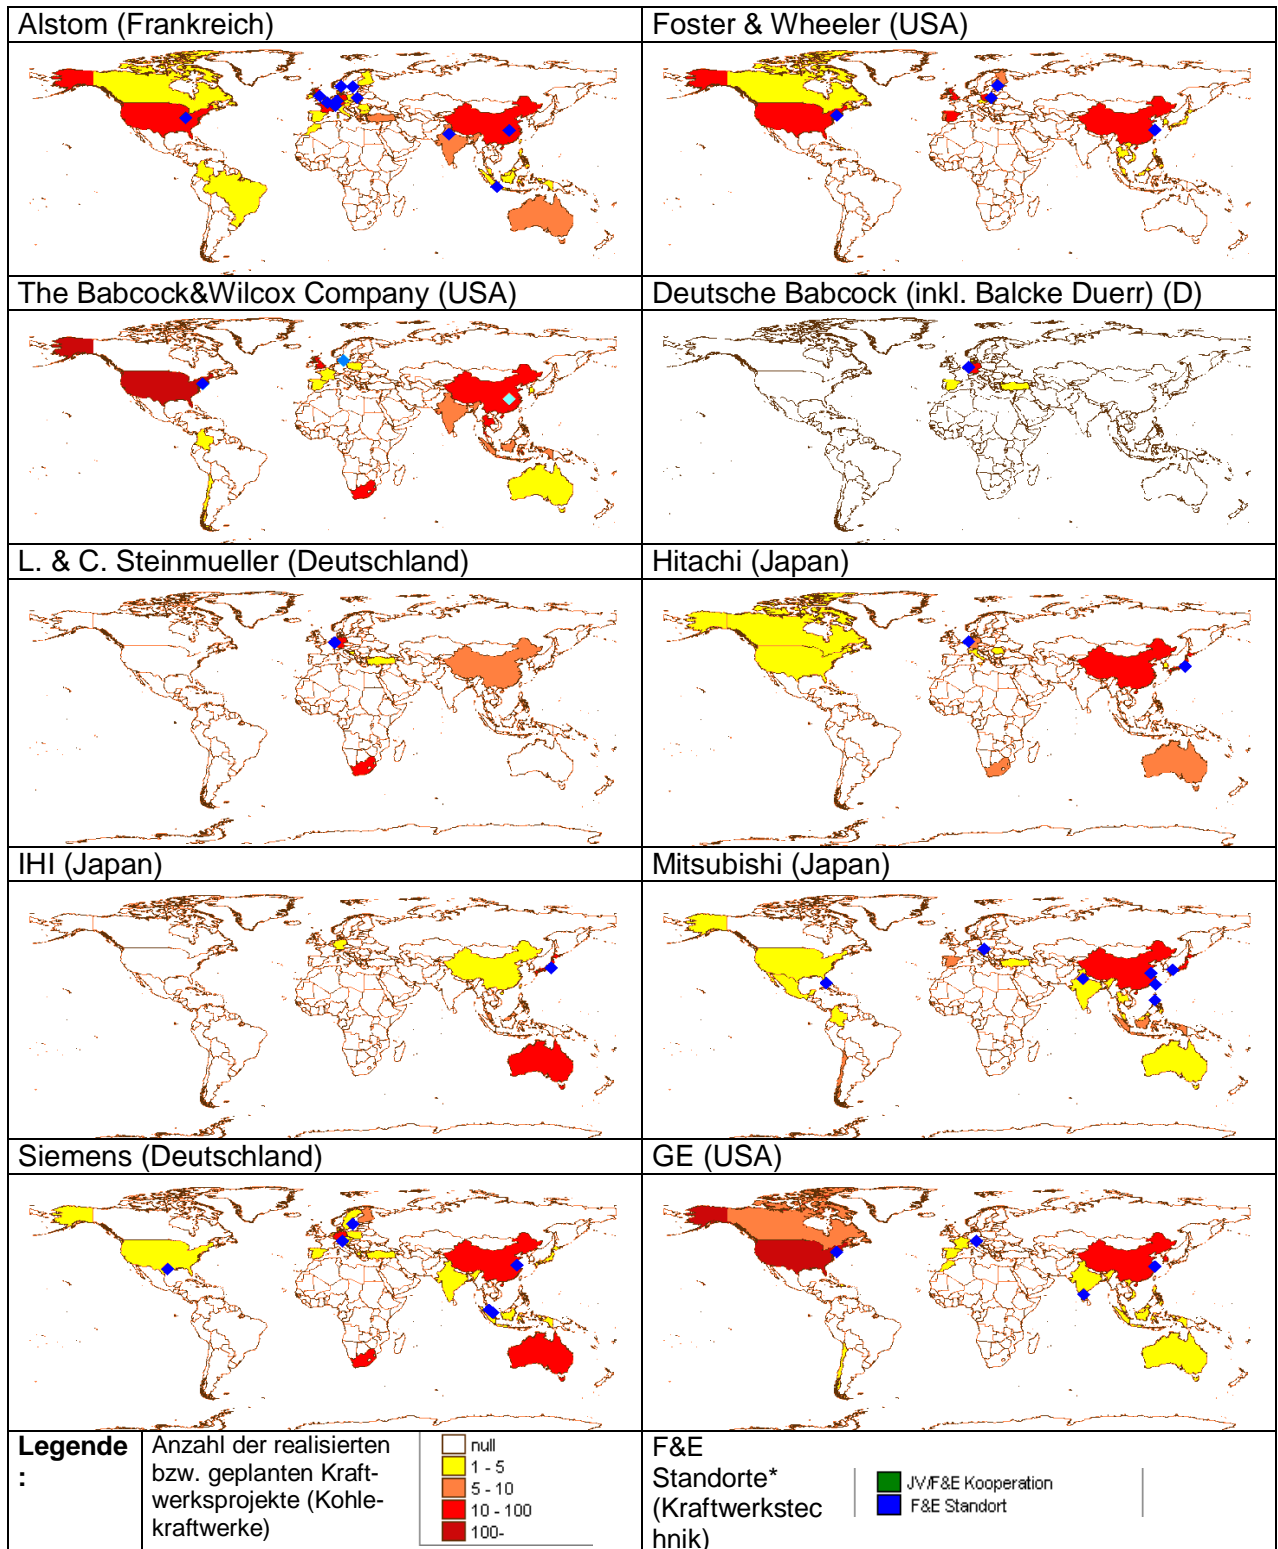 Alstom (Frankreich)
Foster & Wheeler (USA)
The Babcock&Wilcox Company (USA)
Deutsche Babcock (inkl. Balcke Duerr) (D)
L. & C. Steinmueller (Deutschland)
Hitachi (Japan)
IHI (Japan)
Mitsubishi (Japan)
Siemens (Deutschland)
GE (USA)
Legende
:
Anzahl der realisierten
bzw. geplanten Kraft-
werksprojekte (Kohle-
kraftwerke)
null
1 - 5
5 - 10
10 - 100
100-
F&E
Standorte*
(Kraftwerkstec
hnik)
JV/F&E Kooperation
F&E Standort